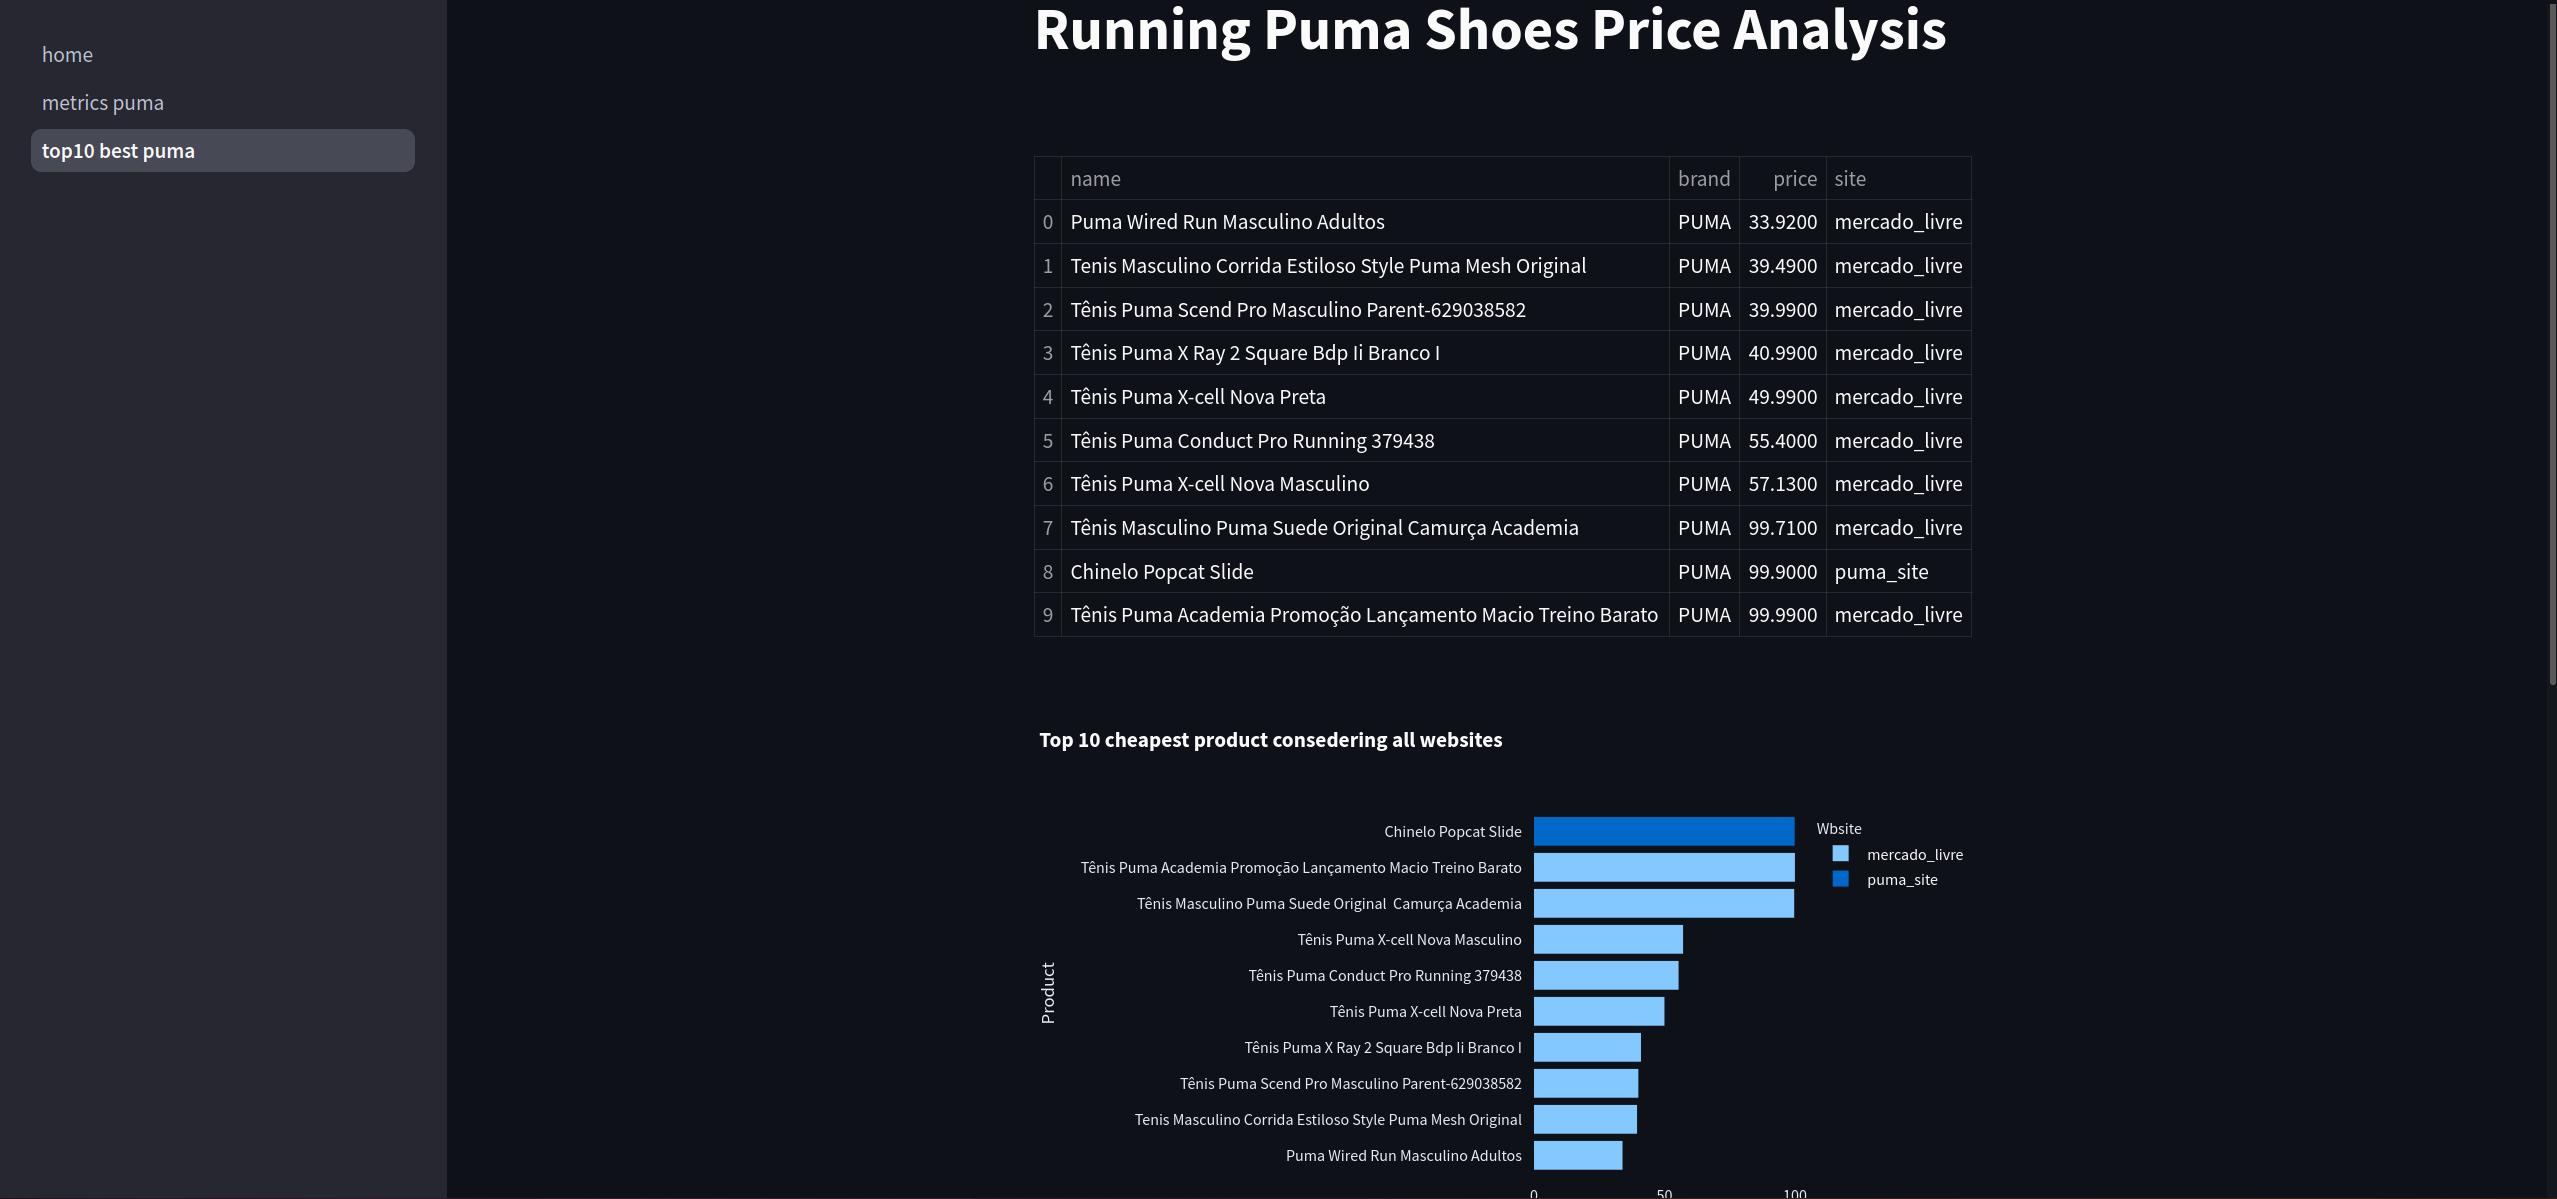 home
metrics puma
top10 best puma
Running Puma Shoes Price Analysis
name brand price site
0 Puma Wired Run Masculino Adultos PUMA 33.9200 mercado_livre
1 Tenis Masculino Corrida Estiloso Style Puma Mesh Original PUMA 39.4900 mercado_livre
2 Tênis Puma Scend Pro Masculino Parent-629038582 PUMA 39.9900 mercado_livre
3 Tênis Puma X Ray 2 Square Bdp Ii Branco I PUMA 40.9900 mercado_livre
4 Tênis Puma X-cell Nova Preta PUMA 49.9900 mercado_livre
5 Tênis Puma Conduct Pro Running 379438 PUMA 55.4000 mercado_livre
6 Tênis Puma X-cell Nova Masculino PUMA 57.1300 mercado_livre
7 Tênis Masculino Puma Suede Original Camurça Academia PUMA 99.7100 mercado_livre
8 Chinelo Popcat Slide PUMA 99.9000 puma_site
9 Tênis Puma Academia Promoção Lançamento Macio Treino Barato PUMA 99.9900 mercado_livre
Top 10 cheapest product consedering all websites
Product
Chinelo Popcat Slide
Tênis Puma Academia Promoção Lançamento Macio Treino Barato
Tênis Masculino Puma Suede Original Camurça Academia
Tênis Puma X-cell Nova Masculino
Tênis Puma Conduct Pro Running 379438
Tênis Puma X-cell Nova Preta
Tênis Puma X Ray 2 Square Bdp Ii Branco I
Tênis Puma Scend Pro Masculino Parent-629038582
Tenis Masculino Corrida Estiloso Style Puma Mesh Original
Puma Wired Run Masculino Adultos
0 50 100
Wbsite
mercado_livre
puma_site